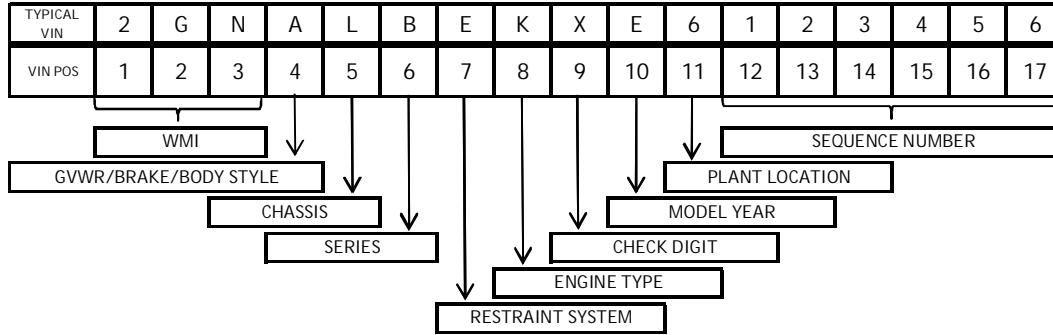 TYPICAL VIN 2 G N A L B E K X E 6 1 2 3 4 5 6
VIN POS 1 2 3 4 5 6 7 8 9 10 11 12 13 14 15 16 17
WMI SEQUENCE NUMBER
GVWR/BRAKE/BODY STYLE PLANT LOCATION
CHASSIS MODEL YEAR
SERIES CHECK DIGIT
ENGINE TYPE
RESTRAINT SYSTEM